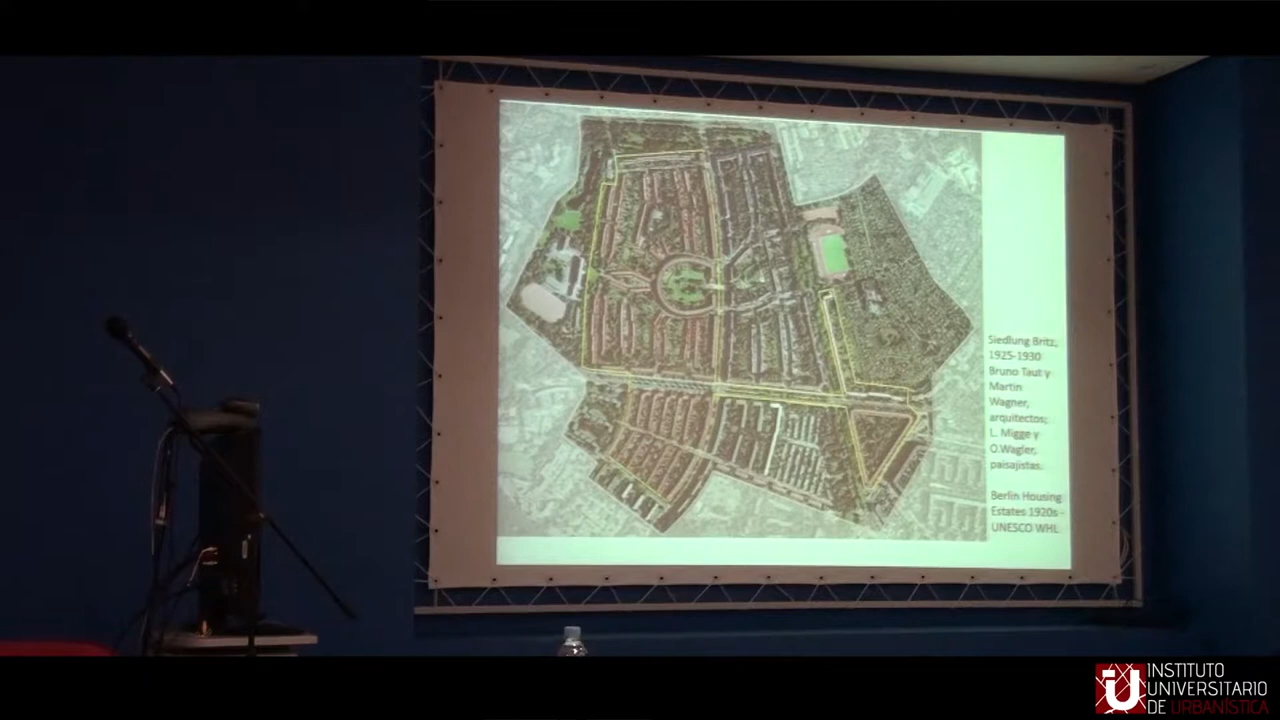 Siedlung Britz,
1925-1930
Bruno Taut y
Martin
Wagner,
arquitectos;
L. Migge y
O.Wagler,
paisajistas.
Berlin Housing
Estates 1920s -
UNESCO WHL
INSTITUTO
UNIVERSITARIO
DE URBANÍSTICA